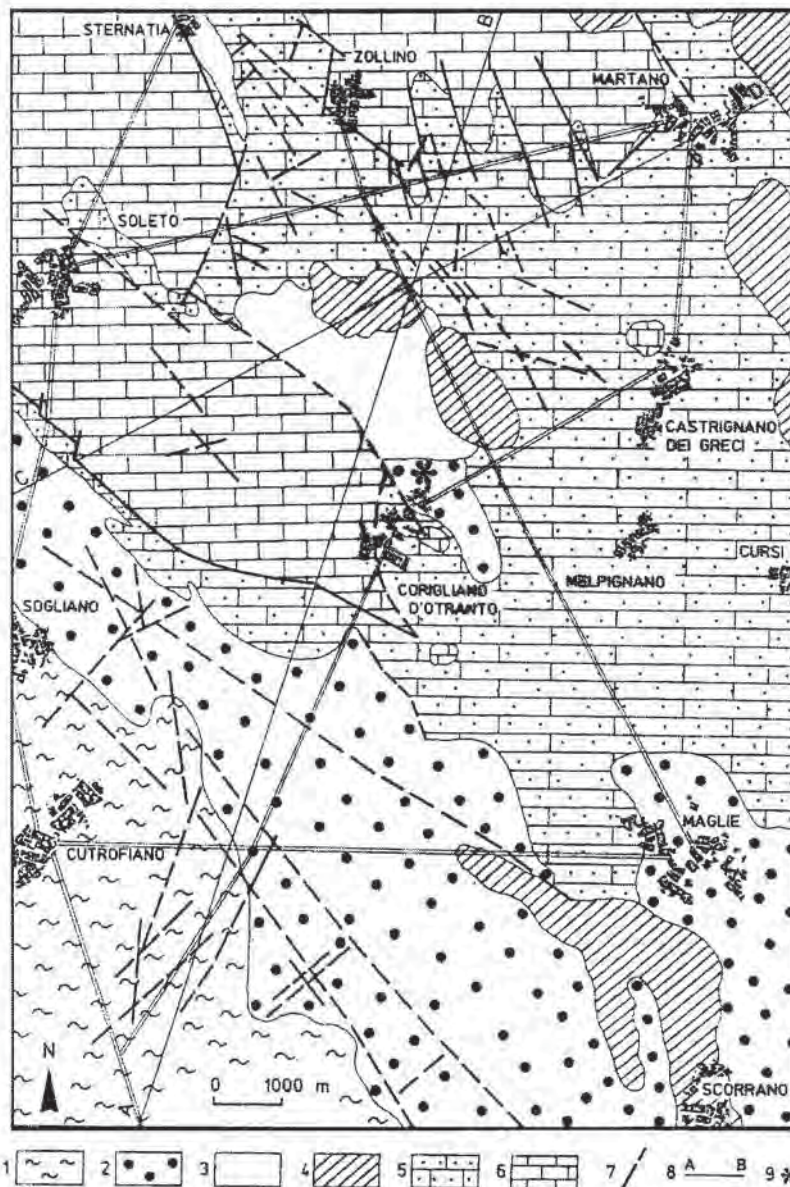 STERNATIA
ZOLLINO
B
MARTANO
D
SOLETO
C
CASTRIGNANO
DEI GRECI
CURSI
MELPIGNANO
CORIGLIANO
D'OTRANTO
SOGLIANO
MAGLIE
CUTROFIANO
N
0 1000 m
SCORRANO
A
1 2 3 4 5 6 7 8 A B 9